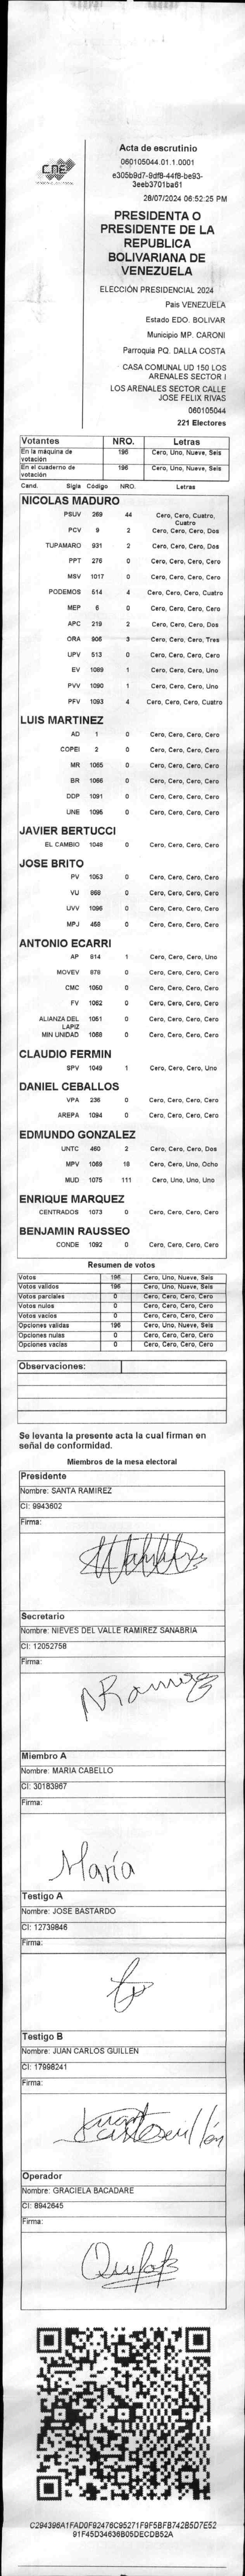 Acta de escrutinio
060105044.01.1.0001
e305b9d7-9df8-44f8-be93-
3eeb3701ba61
28/07/2024 06:52:25 PM
CNE
PRESIDENTA O
PRESIDENTE DE LA
REPUBLICA
BOLIVARIANA DE
VENEZUELA
ELECCIÓN PRESIDENCIAL 2024
Pais VENEZUELA
Estado EDO. BOLIVAR
Municipio MP. CARONI
Parroquia PQ. DALLA COSTA
CASA COMUNAL UD 150 LOS
ARENALES SECTOR I
LOS ARENALES SECTOR CALLE
JOSE FELIX RIVAS
060105044
221 Electores
Votantes NRO. Letras
En la máquina de votación 196 Cero, Uno, Nueve, Seis
En el cuaderno de votación 196 Cero, Uno, Nueve, Seis
Cand. Sigla Código NRO. Letras
NICOLAS MADURO
PSUV 269 44 Cero, Cero, Cuatro, Cuatro
PCV 9 2 Cero, Cero, Cero, Dos
TUPAMARO 931 2 Cero, Cero, Cero, Dos
PPT 276 0 Cero, Cero, Cero, Cero
MSV 1017 0 Cero, Cero, Cero, Cero
PODEMOS 614 4 Cero, Cero, Cero, Cuatro
MEP 6 0 Cero, Cero, Cero, Cero
APC 219 2 Cero, Cero, Cero, Dos
ORA 906 3 Cero, Cero, Cero, Tres
UPV 513 0 Cero, Cero, Cero, Cero
EV 1089 1 Cero, Cero, Cero, Uno
PVV 1090 1 Cero, Cero, Cero, Uno
PFV 1093 4 Cero, Cero, Cero, Cuatro
LUIS MARTINEZ
AD 1 0 Cero, Cero, Cero, Cero
COPEI 2 0 Cero, Cero, Cero, Cero
MR 1065 0 Cero, Cero, Cero, Cero
BR 1066 0 Cero, Cero, Cero, Cero
DDP 1091 0 Cero, Cero, Cero, Cero
UNE 1095 0 Cero, Cero, Cero, Cero
JAVIER BERTUCCI
EL CAMBIO 1048 0 Cero, Cero, Cero, Cero
JOSE BRITO
PV 1053 0 Cero, Cero, Cero, Cero
VU 868 0 Cero, Cero, Cero, Cero
UVV 1096 0 Cero, Cero, Cero, Cero
MPJ 458 0 Cero, Cero, Cero, Cero
ANTONIO ECARRI
AP 814 1 Cero, Cero, Cero, Uno
MOVEV 878 0 Cero, Cero, Cero, Cero
CMC 1050 0 Cero, Cero, Cero, Cero
FV 1062 0 Cero, Cero, Cero, Cero
ALIANZA DEL LAPIZ 1051 0 Cero, Cero, Cero, Cero
MIN UNIDAD 1088 0 Cero, Cero, Cero, Cero
CLAUDIO FERMIN
SPV 1049 1 Cero, Cero, Cero, Uno
DANIEL CEBALLOS
VPA 236 0 Cero, Cero, Cero, Cero
AREPA 1094 0 Cero, Cero, Cero, Cero
EDMUNDO GONZALEZ
UNTC 460 2 Cero, Cero, Cero, Dos
MPV 1069 18 Cero, Cero, Uno, Ocho
MUD 1075 111 Cero, Uno, Uno, Uno
ENRIQUE MARQUEZ
CENTRADOS 1073 0 Cero, Cero, Cero, Cero
BENJAMIN RAUSSEO
CONDE 1092 0 Cero, Cero, Cero, Cero
Resumen de votos
Votos 196 Cero, Uno, Nueve, Seis
Votos validos 196 Cero, Uno, Nueve, Seis
Votos parciales 0 Cero, Cero, Cero, Cero
Votos nulos 0 Cero, Cero, Cero, Cero
Votos vacios 0 Cero, Cero, Cero, Cero
Opciones validas 196 Cero, Uno, Nueve, Seis
Opciones nulas 0 Cero, Cero, Cero, Cero
Opciones vacias 0 Cero, Cero, Cero, Cero
Observaciones:
Se levanta la presente acta la cual firman en
señal de conformidad.
Miembros de la mesa electoral
Presidente
Nombre: SANTA RAMIREZ
CI: 9943602
Firma:
Secretario
Nombre: NIEVES DEL VALLE RAMIREZ SANABRIA
CI: 12052758
Firma:
NRamirez
Miembro A
Nombre: MARIA CABELLO
CI: 30183967
Firma:
María
Testigo A
Nombre: JOSE BASTARDO
CI: 12739846
Firma:
Testigo B
Nombre: JUAN CARLOS GUILLEN
CI: 17998241
Firma:
Operador
Nombre: GRACIELA BACADARE
CI: 8942645
Firma:
C294396A1FAD0F92476C95271F9F5BFB742B5D7E52
91F45D34636B05DECDB52A